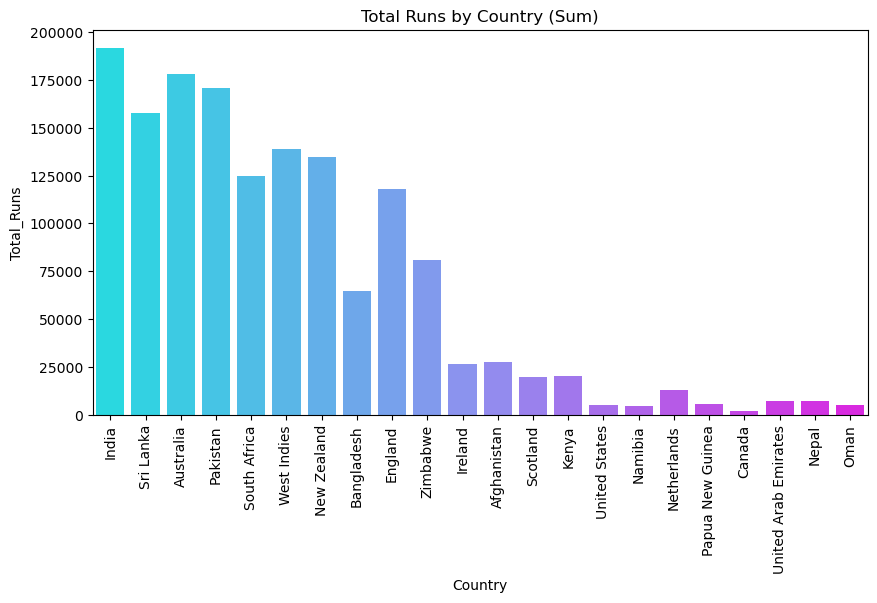 Total Runs by Country (Sum)
200000
175000
150000
125000
100000
75000
50000
25000
0
Total_Runs
India
Sri Lanka
Australia
Pakistan
South Africa
West Indies
New Zealand
Bangladesh
England
Zimbabwe
Ireland
Afghanistan
Scotland
Kenya
United States
Namibia
Netherlands
Papua New Guinea
Canada
United Arab Emirates
Nepal
Oman
Country